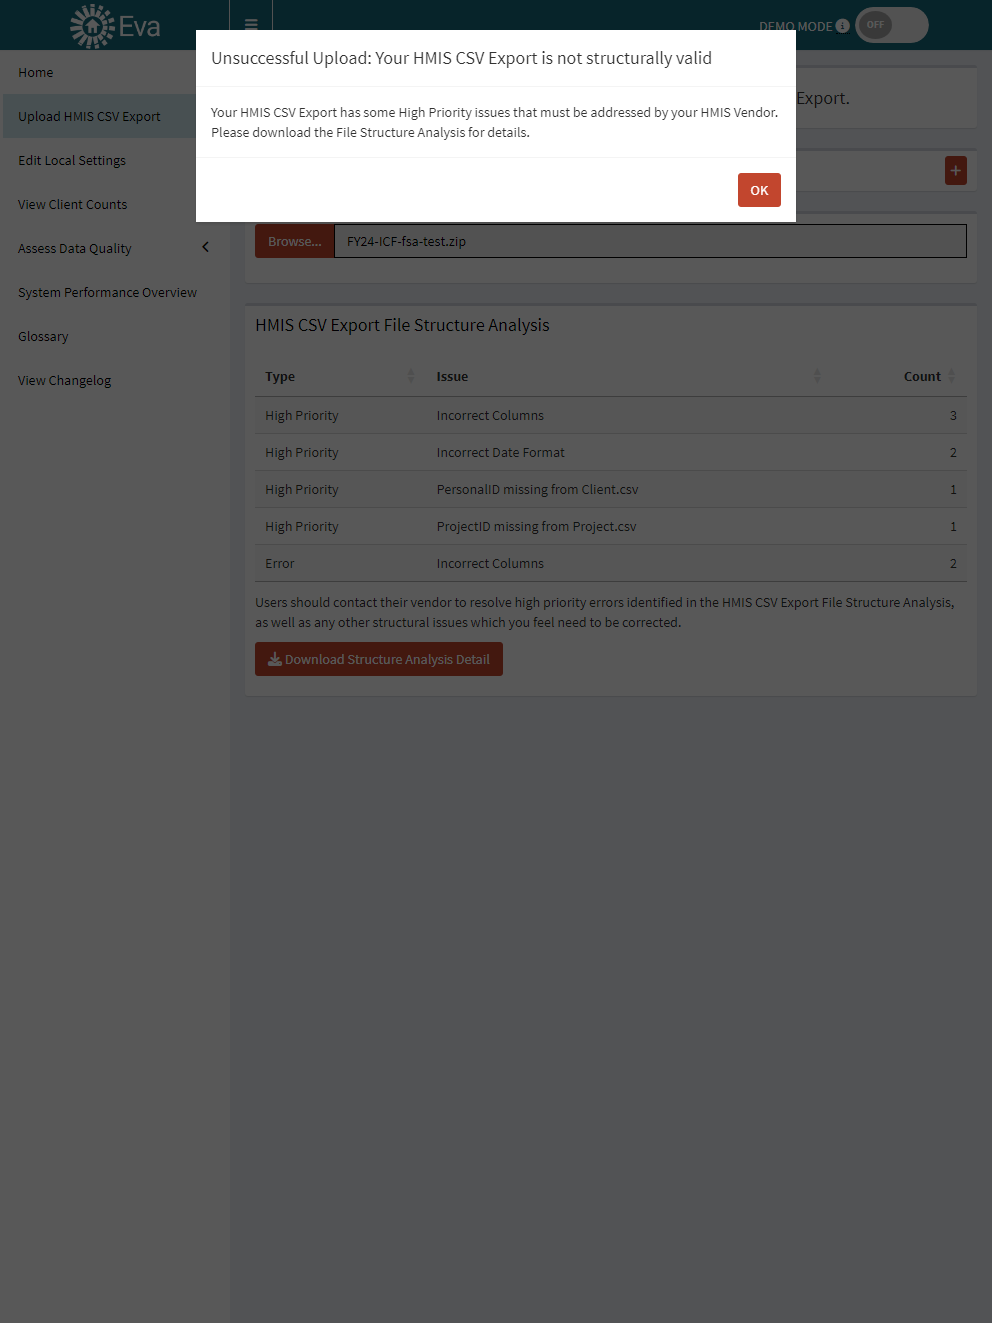 Eva
DEMO MODE
OFF
Unsuccessful Upload: Your HMIS CSV Export is not structurally valid
Your HMIS CSV Export has some High Priority issues that must be addressed by your HMIS Vendor.
Please download the File Structure Analysis for details.
OK
Home
Upload HMIS CSV Export
Edit Local Settings
View Client Counts
Assess Data Quality
System Performance Overview
Glossary
View Changelog
Export.
Browse... FY24-ICF-fsa-test.zip
HMIS CSV Export File Structure Analysis
Type Issue Count
High Priority Incorrect Columns 3
High Priority Incorrect Date Format 2
High Priority PersonalID missing from Client.csv 1
High Priority ProjectID missing from Project.csv 1
Error Incorrect Columns 2
Users should contact their vendor to resolve high priority errors identified in the HMIS CSV Export File Structure Analysis,
as well as any other structural issues which you feel need to be corrected.
Download Structure Analysis Detail